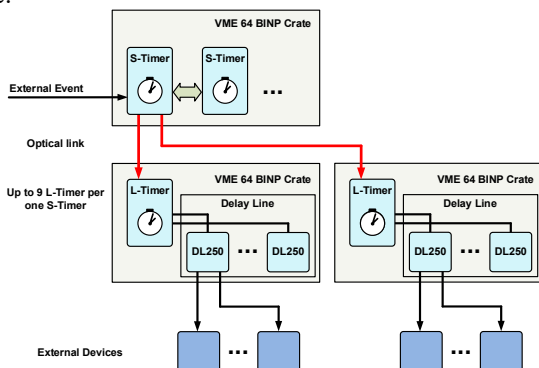 VME 64 BINP Crate
S-Timer
S-Timer
...
External Event
Optical link
VME 64 BINP Crate
VME 64 BINP Crate
Up to 9 L-Timer per
one S-Timer
L-Timer
Delay Line
L-Timer
Delay Line
DL250
...
DL250
DL250
...
DL250
External Devices
...
...